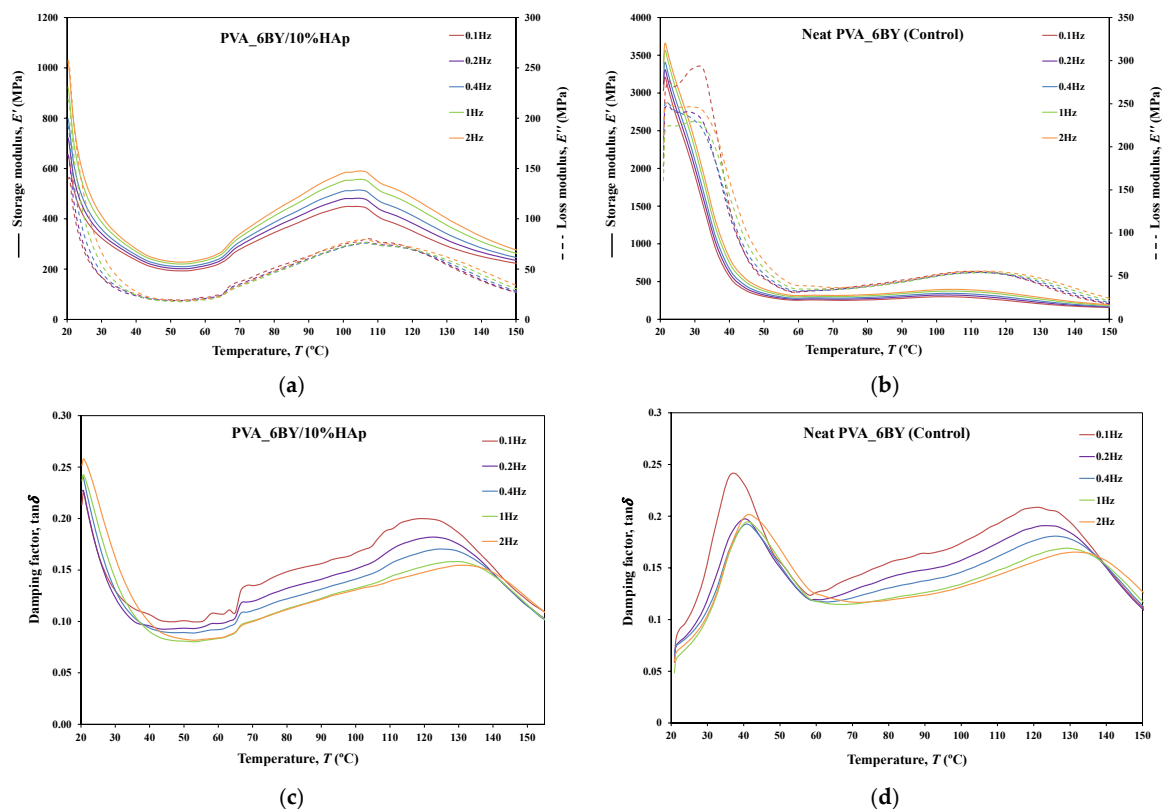 PVA_6BY/10%HAp
0.1Hz
0.2Hz
0.4Hz
1Hz
2Hz
Storage modulus, E' (MPa)
Loss modulus, E'' (MPa)
1200
1000
800
600
400
200
0
300
250
200
150
100
50
0
20 30 40 50 60 70 80 90 100 110 120 130 140 150
Temperature, T (ºC)
(a)
Neat PVA_6BY (Control)
0.1Hz
0.2Hz
0.4Hz
1Hz
2Hz
Storage modulus, E' (MPa)
Loss modulus, E'' (MPa)
4000
3500
3000
2500
2000
1500
1000
500
0
350
300
250
200
150
100
50
0
20 30 40 50 60 70 80 90 100 110 120 130 140 150
Temperature, T (ºC)
(b)
PVA_6BY/10%HAp
0.1Hz
0.2Hz
0.4Hz
1Hz
2Hz
Damping factor, tanδ
0.30
0.25
0.20
0.15
0.10
0.05
0.00
20 30 40 50 60 70 80 90 100 110 120 130 140 150
Temperature, T (ºC)
(c)
Neat PVA_6BY (Control)
0.1Hz
0.2Hz
0.4Hz
1Hz
2Hz
Damping factor, tanδ
0.3
0.25
0.2
0.15
0.1
0.05
0
20 30 40 50 60 70 80 90 100 110 120 130 140 150
Temperature, T (ºC)
(d)